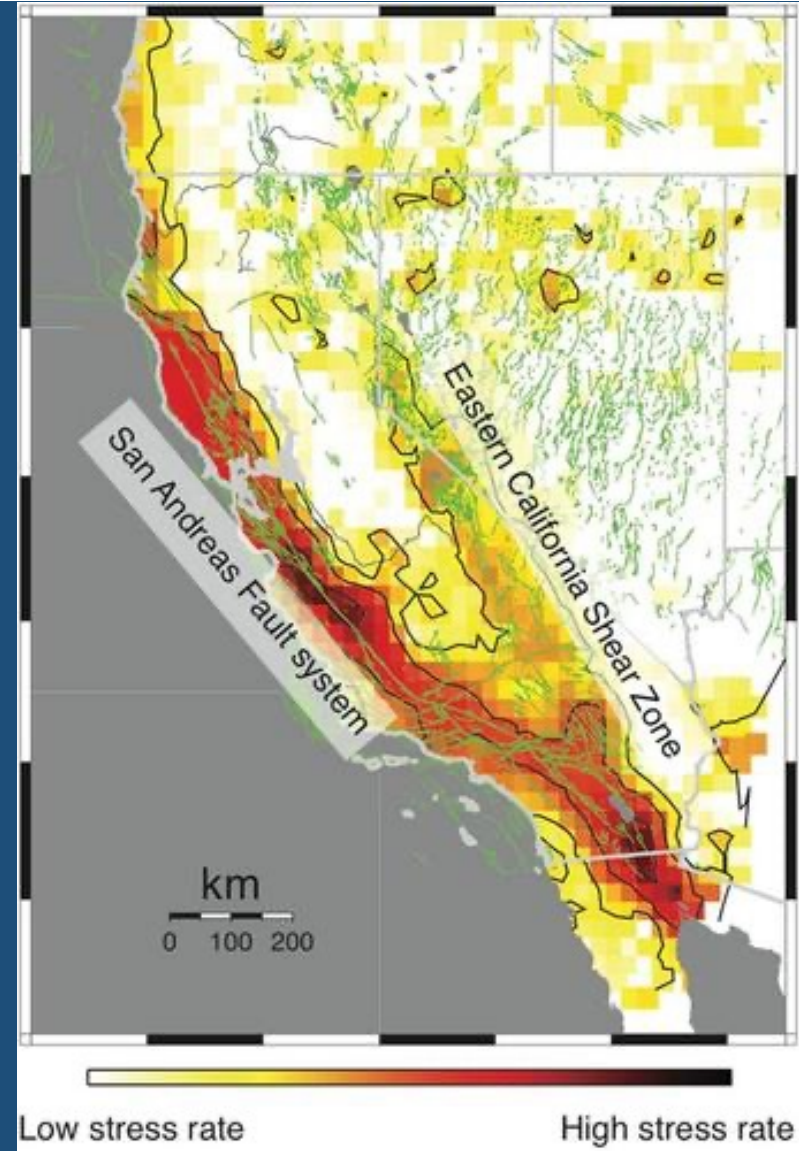 San Andreas Fault system
Eastern California Shear Zone
km
0 100 200
Low stress rate High stress rate